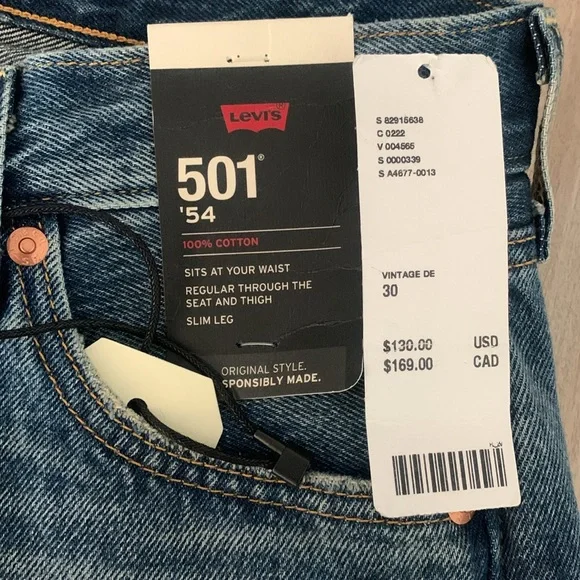 Levi's
501®
'54
100% COTTON
SITS AT YOUR WAIST
REGULAR THROUGH THE
SEAT AND THIGH
SLIM LEG
ORIGINAL STYLE.
SPONSIBLY MADE.
S 82915638
C 0222
V 004565
S 0000339
S A4677-0013
VINTAGE DE
30
$130.00 USD
$169.00 CAD